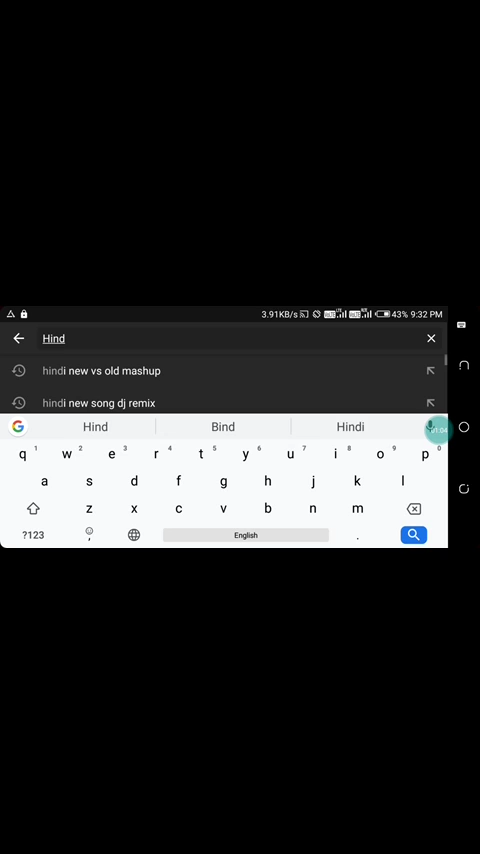 3.91KB/s 43% 9:32 PM
Hind
hindi new vs old mashup
hindi new song dj remix
Hind Bind Hindi
01:04
q 1 w 2 e 3 r 4 t 5 y 6 u 7 i 8 o 9 p 0
a s d f g h j k l
z x c v b n m
?123 , English .